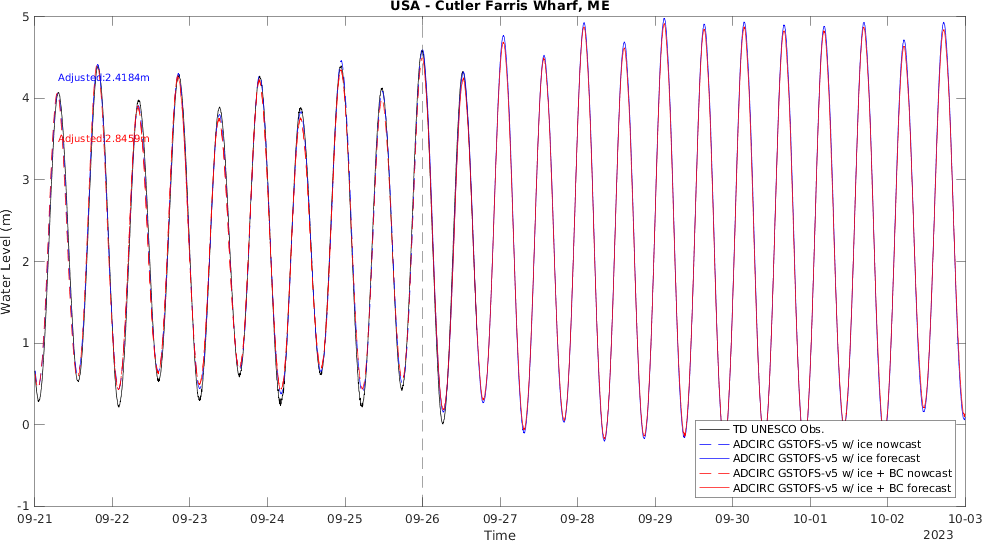 USA - Cutler Farris Wharf, ME
5
4
3
2
1
0
-1
Water Level (m)
Adjusted:2.4184m
Adjusted:2.8459m
TD UNESCO Obs.
ADCIRC GSTOFS-v5 w/ ice nowcast
ADCIRC GSTOFS-v5 w/ ice forecast
ADCIRC GSTOFS-v5 w/ ice + BC nowcast
ADCIRC GSTOFS-v5 w/ ice + BC forecast
09-21 09-22 09-23 09-24 09-25 09-26 09-27 09-28 09-29 09-30 10-01 10-02 10-03
Time
2023